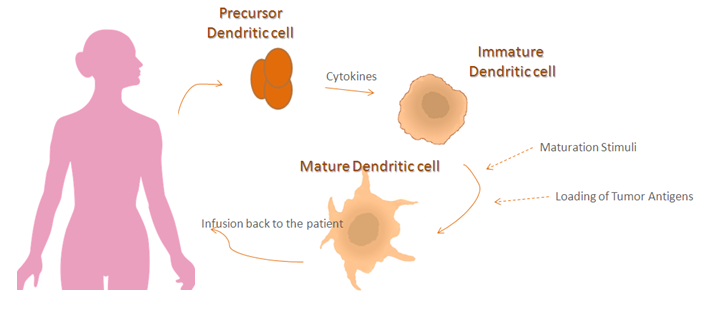 Precursor
Dendritic cell
Immature
Dendritic cell
Cytokines
Maturation Stimuli
Mature Dendritic cell
Loading of Tumor Antigens
Infusion back to the patient